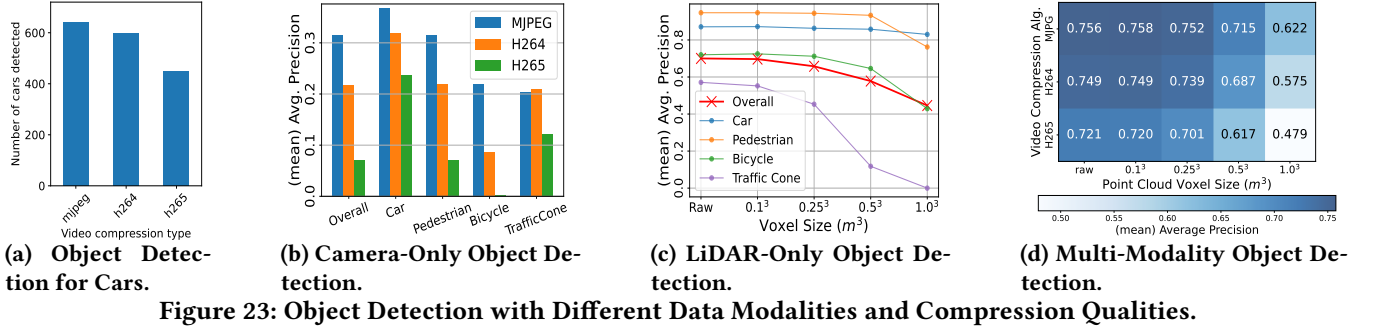 Number of cars detected
600
400
200
0
mjpeg
h264
h265
Video compression type
(a) Object Detec-
tion for Cars.
(mean) Avg. Precision
0.3
0.2
0.1
0.0
MJPEG
H264
H265
Overall
Car
Pedestrian
Bicycle
TrafficCone
(b) Camera-Only Object De-
tection.
(mean) Avg. Precision
0.8
0.6
0.4
0.2
0.0
Overall
Car
Pedestrian
Bicycle
Traffic Cone
Raw 0.1³ 0.25³ 0.5³ 1.0³
Voxel Size (m³)
(c) LiDAR-Only Object De-
tection.
Video Compression Alg.
MJPG
0.756 0.758 0.752 0.715 0.622
H264
0.749 0.749 0.739 0.687 0.575
H265
0.721 0.720 0.701 0.617 0.479
raw 0.1³ 0.25³ 0.5³ 1.0³
Point Cloud Voxel Size (m³)
0.50 0.55 0.60 0.65 0.70 0.75
(mean) Average Precision
(d) Multi-Modality Object De-
tection.
Figure 23: Object Detection with Different Data Modalities and Compression Qualities.